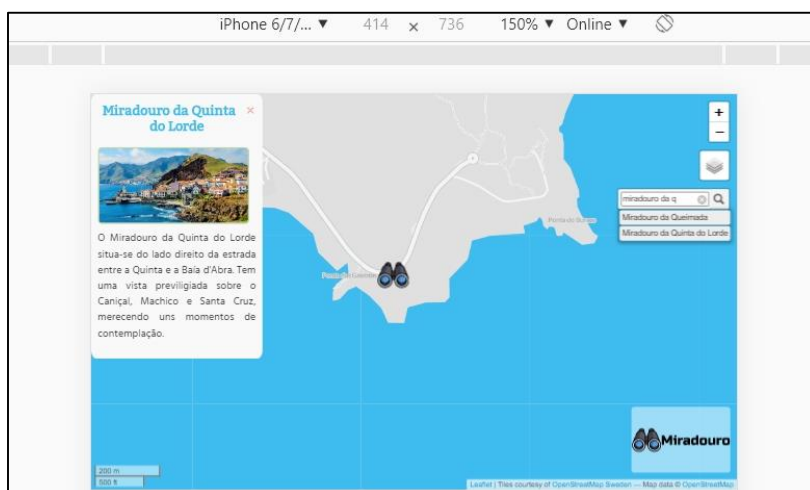 iPhone 6/7/... ▼ 414 × 736 150% ▼ Online ▼
Miradouro da Quinta ×
do Lorde
O Miradouro da Quinta do Lorde
situa-se do lado direito da estrada
entre a Quinta e a Baía d'Abra. Tem
uma vista previligiada sobre o
Caniçal, Machico e Santa Cruz,
merecendo uns momentos de
contemplação.
+
−
miradouro da q
Miradouro da Queimada
Miradouro da Quinta do Lorde
Miradouro
200 m
500 ft
Leaflet | Tiles courtesy of OpenStreetMap Sweden — Map data © OpenStreetMap